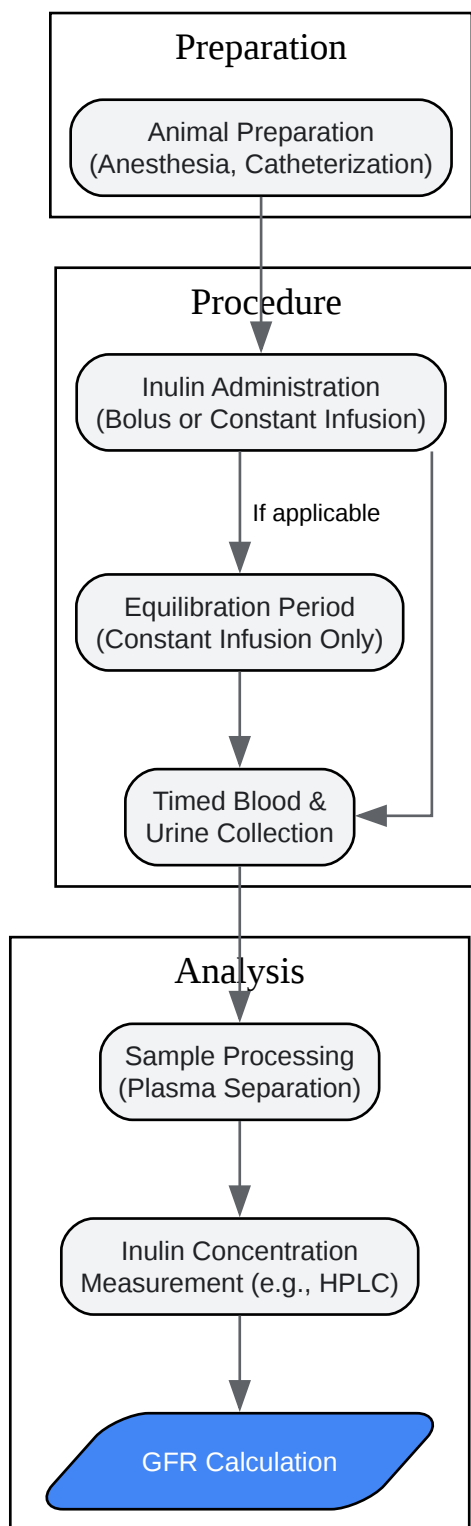 Preparation
Animal Preparation
(Anesthesia, Catheterization)
Procedure
Inulin Administration
(Bolus or Constant Infusion)
If applicable
Equilibration Period
(Constant Infusion Only)
Timed Blood &
Urine Collection
Analysis
Sample Processing
(Plasma Separation)
Inulin Concentration
Measurement (e.g., HPLC)
GFR Calculation